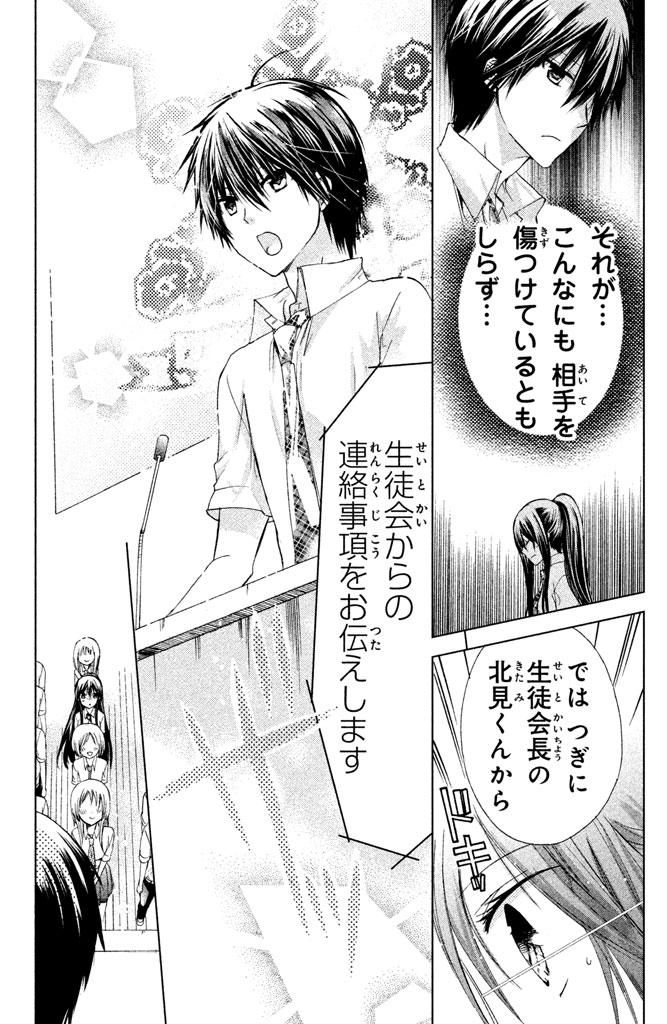 それが…
こんなにも 相手を
傷つけているとも
しらず…
では つぎに
生徒会長の
北見くんから
ドキッ
生徒会からの
連絡事項をお伝えします